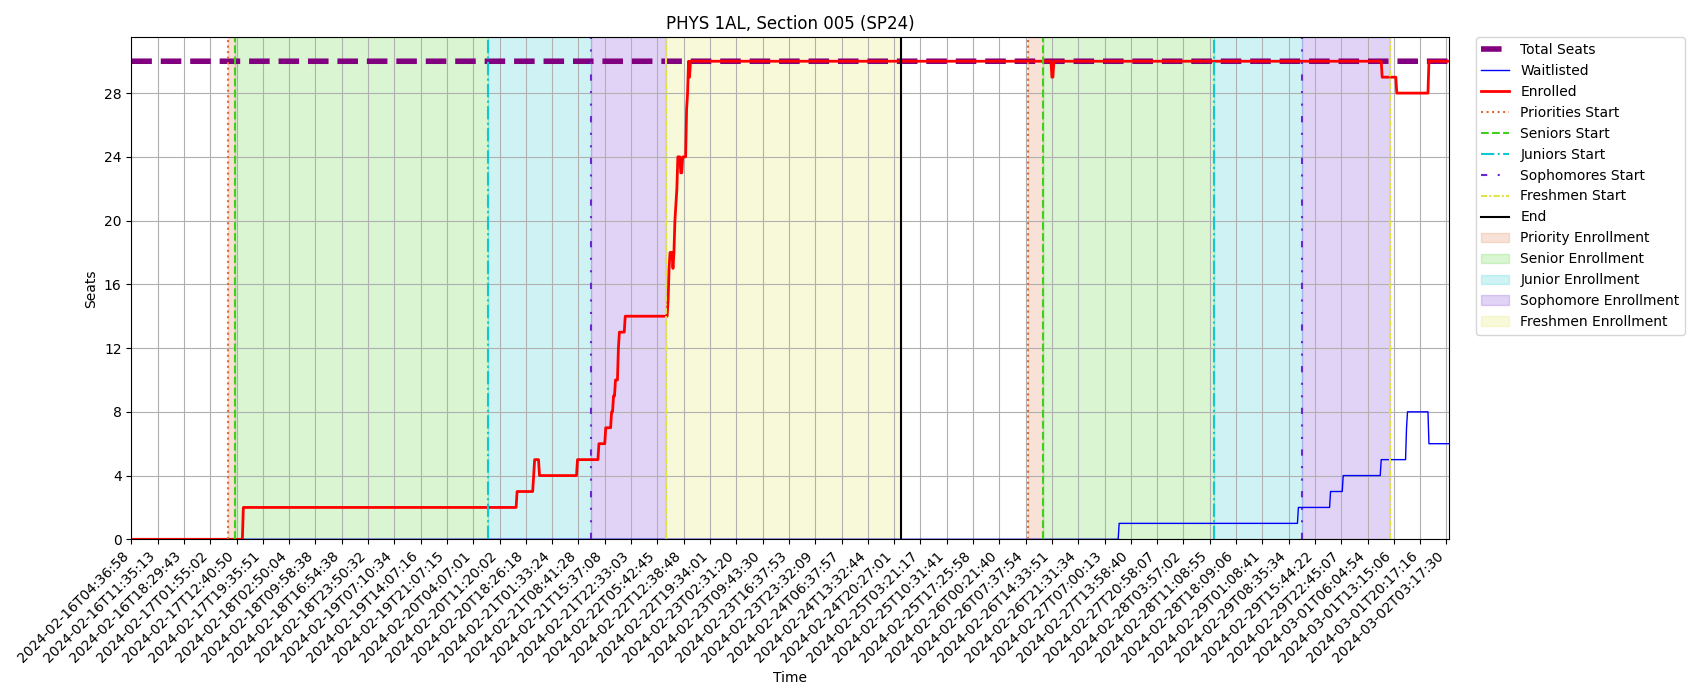 PHYS 1AL, Section 005 (SP24)
Seats
28
24
20
16
12
8
4
0
2024-02-16T04:36:58
2024-02-16T11:35:13
2024-02-16T18:29:43
2024-02-17T01:55:02
2024-02-17T12:40:50
2024-02-17T19:35:51
2024-02-18T02:50:04
2024-02-18T09:58:38
2024-02-18T16:54:38
2024-02-18T23:50:32
2024-02-19T07:10:34
2024-02-19T14:07:16
2024-02-19T21:07:15
2024-02-20T04:07:01
2024-02-20T11:20:02
2024-02-20T18:26:18
2024-02-21T01:33:24
2024-02-21T08:41:28
2024-02-21T15:37:08
2024-02-21T22:33:03
2024-02-22T05:42:45
2024-02-22T12:38:48
2024-02-22T19:34:01
2024-02-23T02:31:20
2024-02-23T09:43:30
2024-02-23T16:37:53
2024-02-23T23:32:09
2024-02-24T06:37:57
2024-02-24T13:32:44
2024-02-24T20:27:01
2024-02-25T03:21:17
2024-02-25T10:31:41
2024-02-25T17:25:58
2024-02-26T00:21:40
2024-02-26T07:37:54
2024-02-26T14:33:51
2024-02-26T21:31:34
2024-02-27T07:00:13
2024-02-27T13:58:40
2024-02-27T20:58:07
2024-02-28T03:57:02
2024-02-28T11:08:55
2024-02-28T18:09:06
2024-02-29T01:08:41
2024-02-29T08:35:34
2024-02-29T15:44:22
2024-02-29T22:45:07
2024-03-01T06:04:54
2024-03-01T13:15:06
2024-03-01T20:17:16
2024-03-02T03:17:30
Time
Total Seats
Waitlisted
Enrolled
Priorities Start
Seniors Start
Juniors Start
Sophomores Start
Freshmen Start
End
Priority Enrollment
Senior Enrollment
Junior Enrollment
Sophomore Enrollment
Freshmen Enrollment